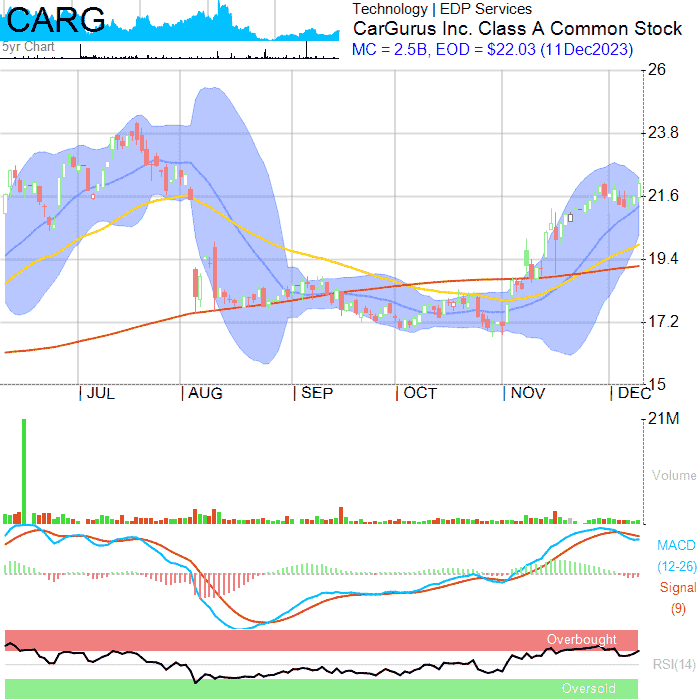 CARG
5yr Chart
Technology | EDP Services
CarGurus Inc. Class A Common Stock
MC = 2.5B, EOD = $22.03 (11Dec2023)
26
23.8
21.6
19.4
17.2
15
| JUL | AUG | SEP | OCT | NOV | DEC
21M
Volume
MACD
(12-26)
Signal
(9)
Overbought
RSI(14)
Oversold